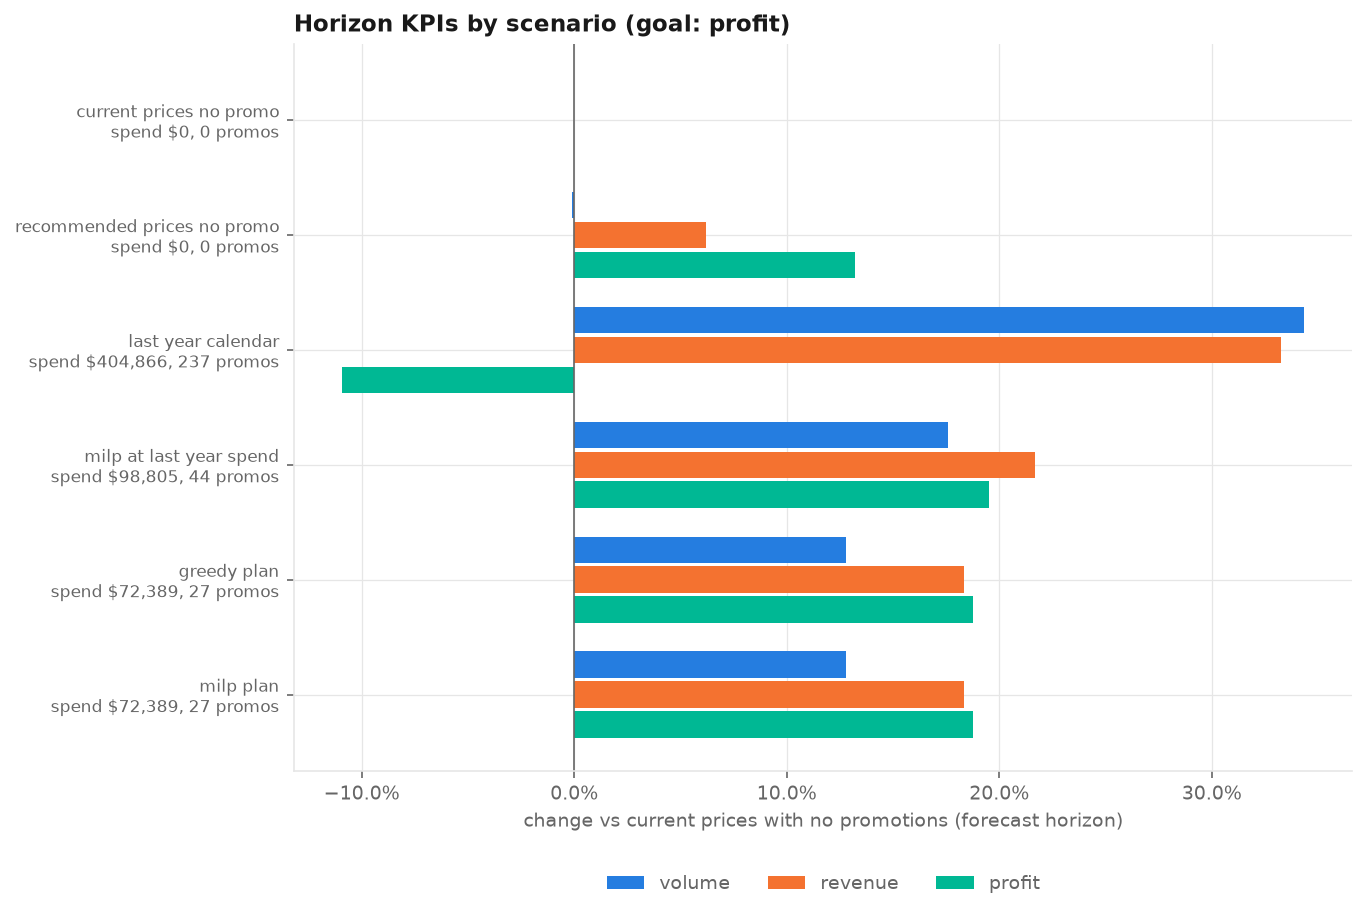 Horizon KPIs by scenario (goal: profit)
current prices no promo
spend $0, 0 promos
recommended prices no promo
spend $0, 0 promos
last year calendar
spend $404,866, 237 promos
milp at last year spend
spend $98,805, 44 promos
greedy plan
spend $72,389, 27 promos
milp plan
spend $72,389, 27 promos
−10.0% 0.0% 10.0% 20.0% 30.0%
change vs current prices with no promotions (forecast horizon)
volume revenue profit